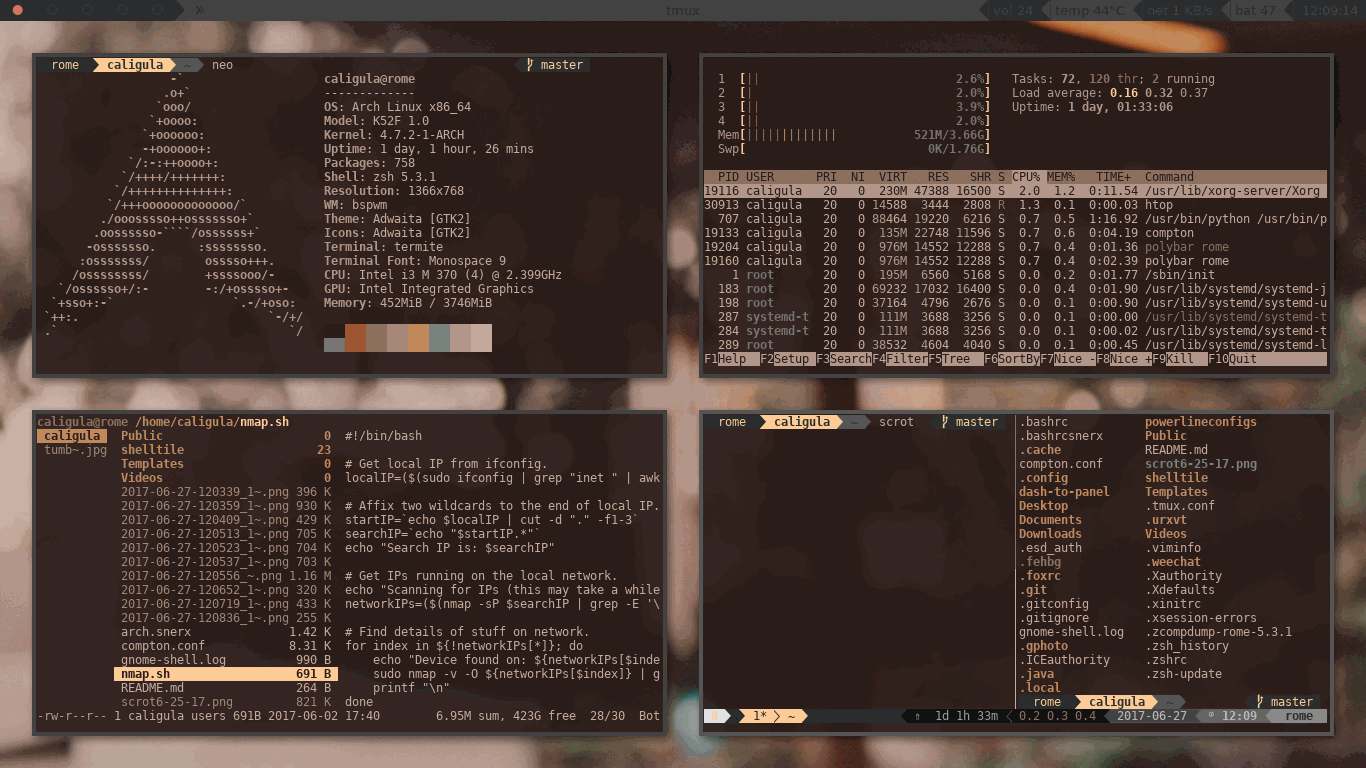 » tmux vol 24 temp 44°C net 1 KB/s bat 47 12:09:14
rome caligula ~ neo master
caligula@rome
-------------
OS: Arch Linux x86_64
Model: K52F 1.0
Kernel: 4.7.2-1-ARCH
Uptime: 1 day, 1 hour, 26 mins
Packages: 758
Shell: zsh 5.3.1
Resolution: 1366x768
WM: bspwm
Theme: Adwaita [GTK2]
Icons: Adwaita [GTK2]
Terminal: termite
Terminal Font: Monospace 9
CPU: Intel i3 M 370 (4) @ 2.399GHz
GPU: Intel Integrated Graphics
Memory: 452MiB / 3746MiB
1 [|| 2.6%] Tasks: 72, 120 thr; 2 running
2 [| 2.0%] Load average: 0.16 0.32 0.37
3 [|| 3.9%] Uptime: 1 day, 01:33:06
4 [| 2.0%]
Mem[||||||||||||| 521M/3.66G]
Swp[ 0K/1.76G]
PID USER PRI NI VIRT RES SHR S CPU% MEM% TIME+ Command
19116 caligula 20 0 230M 47388 16500 S 2.0 1.2 0:11.54 /usr/lib/xorg-server/Xorg
30913 caligula 20 0 14588 3444 2808 R 1.3 0.1 0:00.03 htop
707 caligula 20 0 88464 19220 6216 S 0.7 0.5 1:16.92 /usr/bin/python /usr/bin/p
19133 caligula 20 0 135M 22748 11596 S 0.7 0.6 0:04.19 compton
19204 caligula 20 0 976M 14552 12288 S 0.7 0.4 0:01.36 polybar rome
19160 caligula 20 0 976M 14552 12288 S 0.7 0.4 0:02.39 polybar rome
1 root 20 0 195M 6560 5168 S 0.0 0.2 0:01.77 /sbin/init
183 root 20 0 69232 17032 16400 S 0.0 0.4 0:01.90 /usr/lib/systemd/systemd-j
198 root 20 0 37164 4796 2676 S 0.0 0.1 0:00.90 /usr/lib/systemd/systemd-u
287 systemd-t 20 0 111M 3688 3256 S 0.0 0.1 0:00.00 /usr/lib/systemd/systemd-t
284 systemd-t 20 0 111M 3688 3256 S 0.0 0.1 0:00.02 /usr/lib/systemd/systemd-t
289 root 20 0 38532 4604 4040 S 0.0 0.1 0:00.45 /usr/lib/systemd/systemd-l
F1Help F2Setup F3SearchF4FilterF5Tree F6SortByF7Nice -F8Nice +F9Kill F10Quit
caligula@rome /home/caligula/nmap.sh
caligula Public 0 #!/bin/bash
tumb~.jpg shelltile 23
Templates 0 # Get local IP from ifconfig.
Videos 0 localIP=($(sudo ifconfig | grep "inet " | awk
2017-06-27-120339_1~.png 396 K
2017-06-27-120359_1~.png 930 K # Affix two wildcards to the end of local IP.
2017-06-27-120409_1~.png 429 K startIP=`echo $localIP | cut -d "." -f1-3`
2017-06-27-120513_1~.png 705 K searchIP=`echo "$startIP.*"`
2017-06-27-120523_1~.png 704 K echo "Search IP is: $searchIP"
2017-06-27-120537_1~.png 703 K
2017-06-27-120556_~.png 1.16 M # Get IPs running on the local network.
2017-06-27-120652_1~.png 320 K echo "Scanning for IPs (this may take a while
2017-06-27-120719_1~.png 433 K networkIPs=($(nmap -sP $searchIP | grep -E '\
2017-06-27-120836_1~.png 255 K
arch.snerx 1.42 K # Find details of stuff on network.
compton.conf 8.31 K for index in ${!networkIPs[*]}; do
gnome-shell.log 990 B echo "Device found on: ${networkIPs[$inde
nmap.sh 691 B sudo nmap -v -O ${networkIPs[$index]} | g
README.md 264 B printf "\n"
scrot6-25-17.png 821 K done
-rw-r--r-- 1 caligula users 691B 2017-06-02 17:40 6.95M sum, 423G free 28/30 Bot
rome caligula ~ scrot master
.bashrc powerlineconfigs
.bashrcsnerx Public
.cache README.md
compton.conf scrot6-25-17.png
.config shelltile
dash-to-panel Templates
Desktop .tmux.conf
Documents .urxvt
Downloads Videos
.esd_auth .viminfo
.fehbg .weechat
.foxrc .Xauthority
.git .Xdefaults
.gitconfig .xinitrc
.gitignore .xsession-errors
gnome-shell.log .zcompdump-rome-5.3.1
.gphoto .zsh_history
.ICEauthority .zshrc
.java .zsh-update
.local
rome caligula ~ master
0 1* ~ ⇑ 1d 1h 33m 0.2 0.3 0.4 2017-06-27 12:09 rome